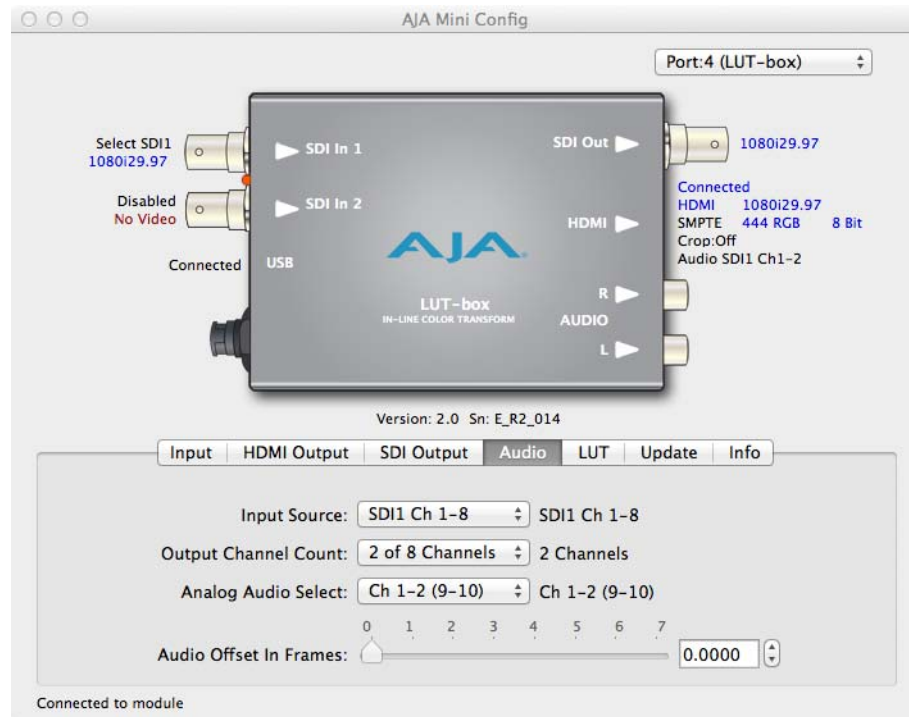 AJA Mini Config
Port:4 (LUT-box)
Select SDI1
1080i29.97
SDI In 1
SDI Out
1080i29.97
Disabled
No Video
SDI In 2
Connected
HDMI 1080i29.97
SMPTE 444 RGB 8 Bit
Crop:Off
Audio SDI1 Ch1-2
HDMI
AJA
Connected
USB
LUT-box
IN-LINE COLOR TRANSFORM
R
AUDIO
L
Version: 2.0 Sn: E_R2_014
Input HDMI Output SDI Output Audio LUT Update Info
Input Source: SDI1 Ch 1-8 SDI1 Ch 1-8
Output Channel Count: 2 of 8 Channels 2 Channels
Analog Audio Select: Ch 1-2 (9-10) Ch 1-2 (9-10)
0 1 2 3 4 5 6 7
Audio Offset In Frames: 0.0000
Connected to module